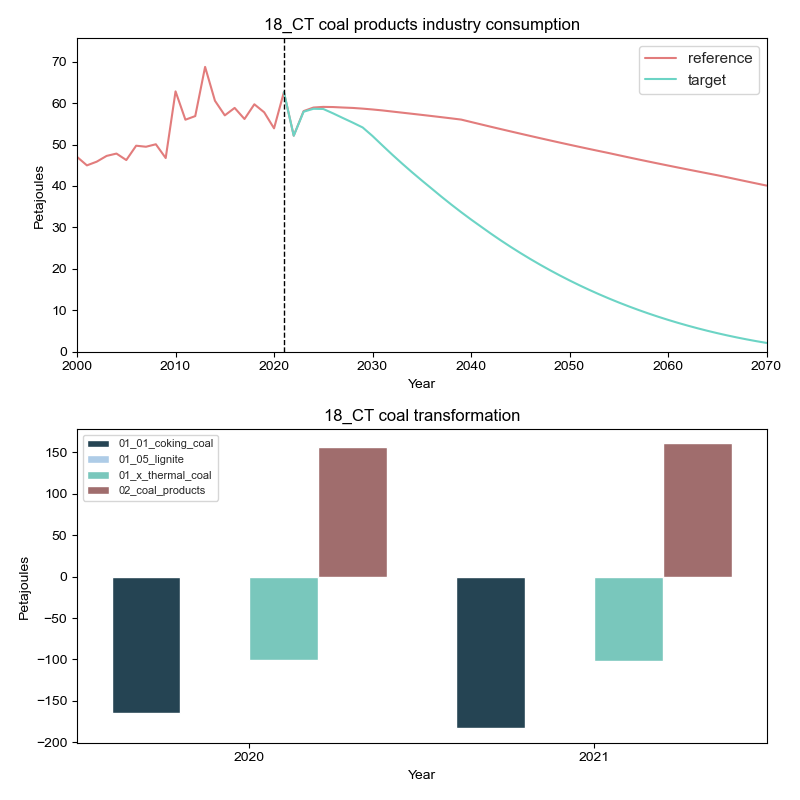 18_CT coal products industry consumption
70
60
50
40
30
20
10
0
Petajoules
reference
target
2000 2010 2020 2030 2040 2050 2060 2070
Year
18_CT coal transformation
150
100
50
0
−50
−100
−150
−200
Petajoules
01_01_coking_coal
01_05_lignite
01_x_thermal_coal
02_coal_products
2020 2021
Year